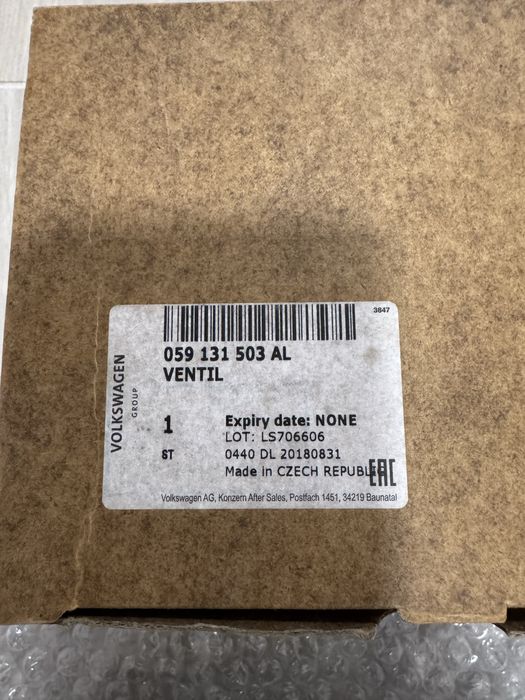 3847
059 131 503 AL
VENTIL
VOLKSWAGEN
GROUP
1
ST
Expiry date: NONE
LOT: LS706606
0440 DL 20180831
Made in CZECH REPUBLIC
EAC
Volkswagen AG, Konzern After Sales, Postfach 1451, 34219 Baunatal